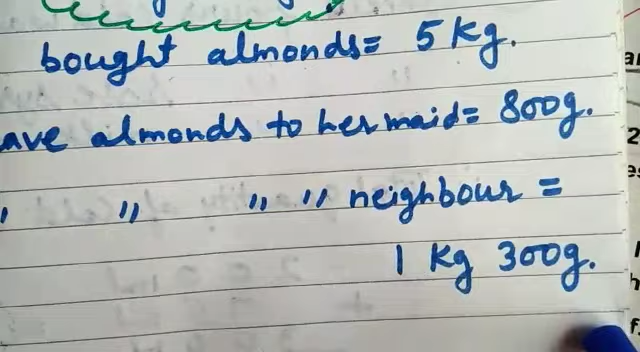 bought almonds= 5 Kg.
ave almonds to her maid= 800g.
" " " " neighbour =
1 Kg 300g.